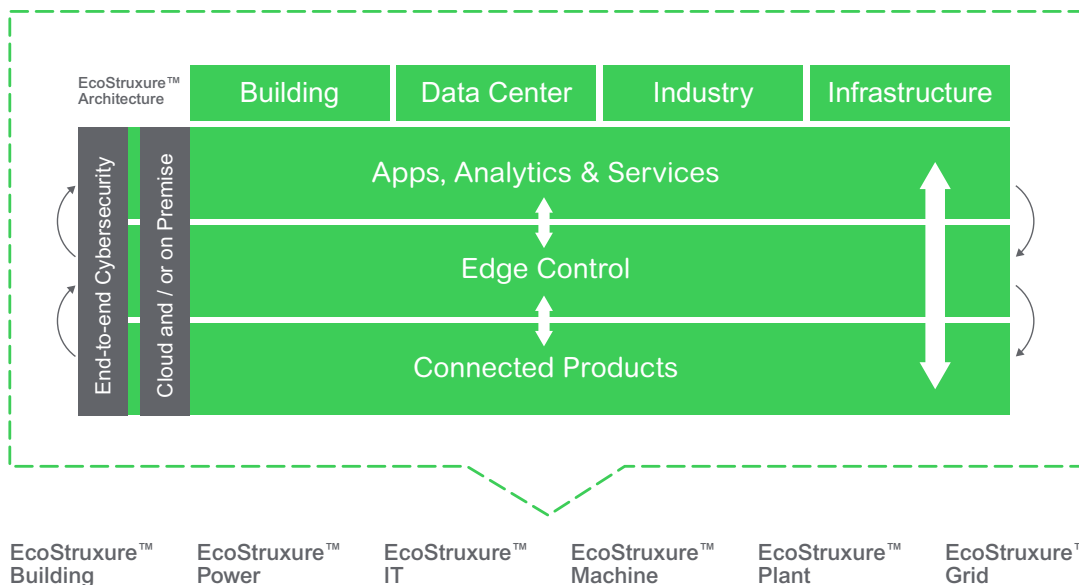 EcoStruxure™
Architecture
Building
Data Center
Industry
Infrastructure
End-to-end Cybersecurity
Cloud and / or on Premise
Apps, Analytics & Services
Edge Control
Connected Products
EcoStruxure™
Building
EcoStruxure™
Power
EcoStruxure™
IT
EcoStruxure™
Machine
EcoStruxure™
Plant
EcoStruxure™
Grid